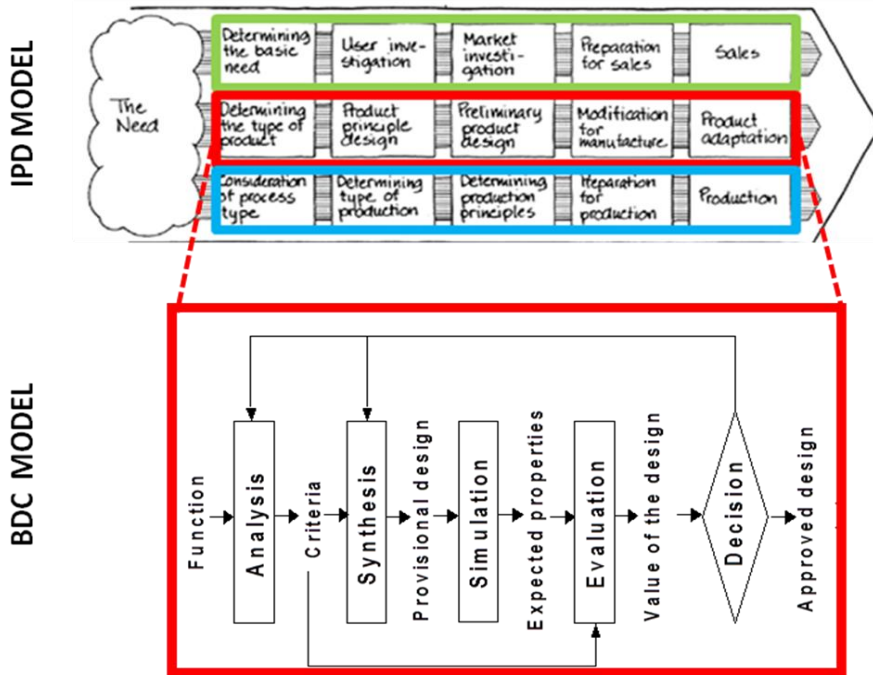 IPD MODEL
The
Need
Determining
the basic
need
User inve-
stigation
Market
investi-
gation
Preparation
for sales
Sales
Determining
the type of
product
Product
principle
design
Preliminary
product
design
Modification
for
manufacture
Product
adaptation
Consideration
of process
type
Determining
type of
production
Determining
production
principles
Preparation
for
production
Production
BDC MODEL
Function
Analysis
Criteria
Synthesis
Provisional design
Simulation
Expected properties
Evaluation
Value of the design
Decision
Approved design